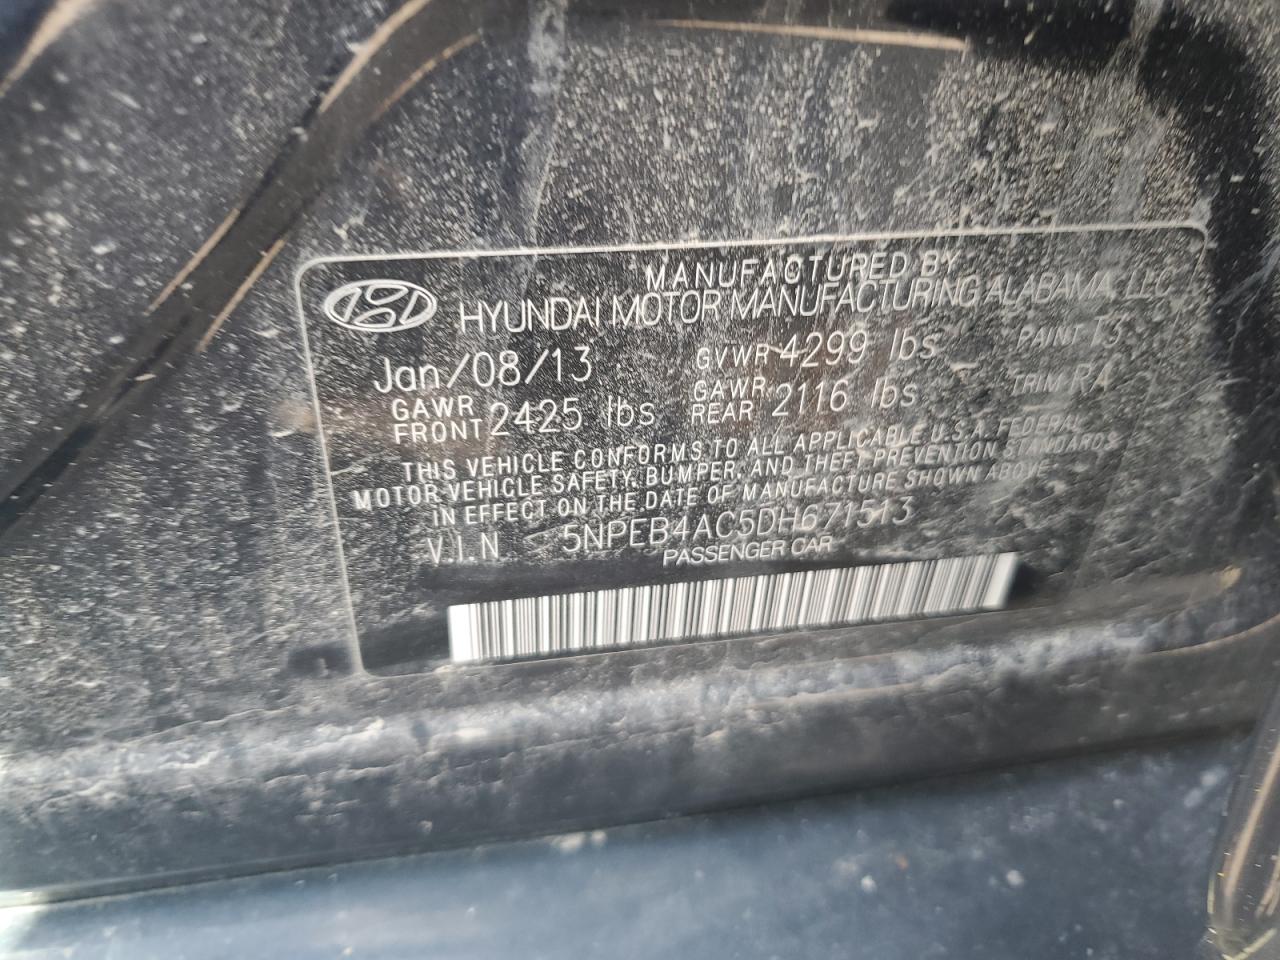 MANUFACTURED BY
HYUNDAI MOTOR MANUFACTURING ALABAMA, LLC
Jan/08/13 GVWR 4299 lbs PAINT T3
GAWR FRONT 2425 lbs GAWR REAR 2116 lbs TRIM RA
THIS VEHICLE CONFORMS TO ALL APPLICABLE U.S.A. FEDERAL
MOTOR VEHICLE SAFETY, BUMPER, AND THEFT PREVENTION STANDARDS
IN EFFECT ON THE DATE OF MANUFACTURE SHOWN ABOVE
V.I.N 5NPEB4AC5DH671513
PASSENGER CAR